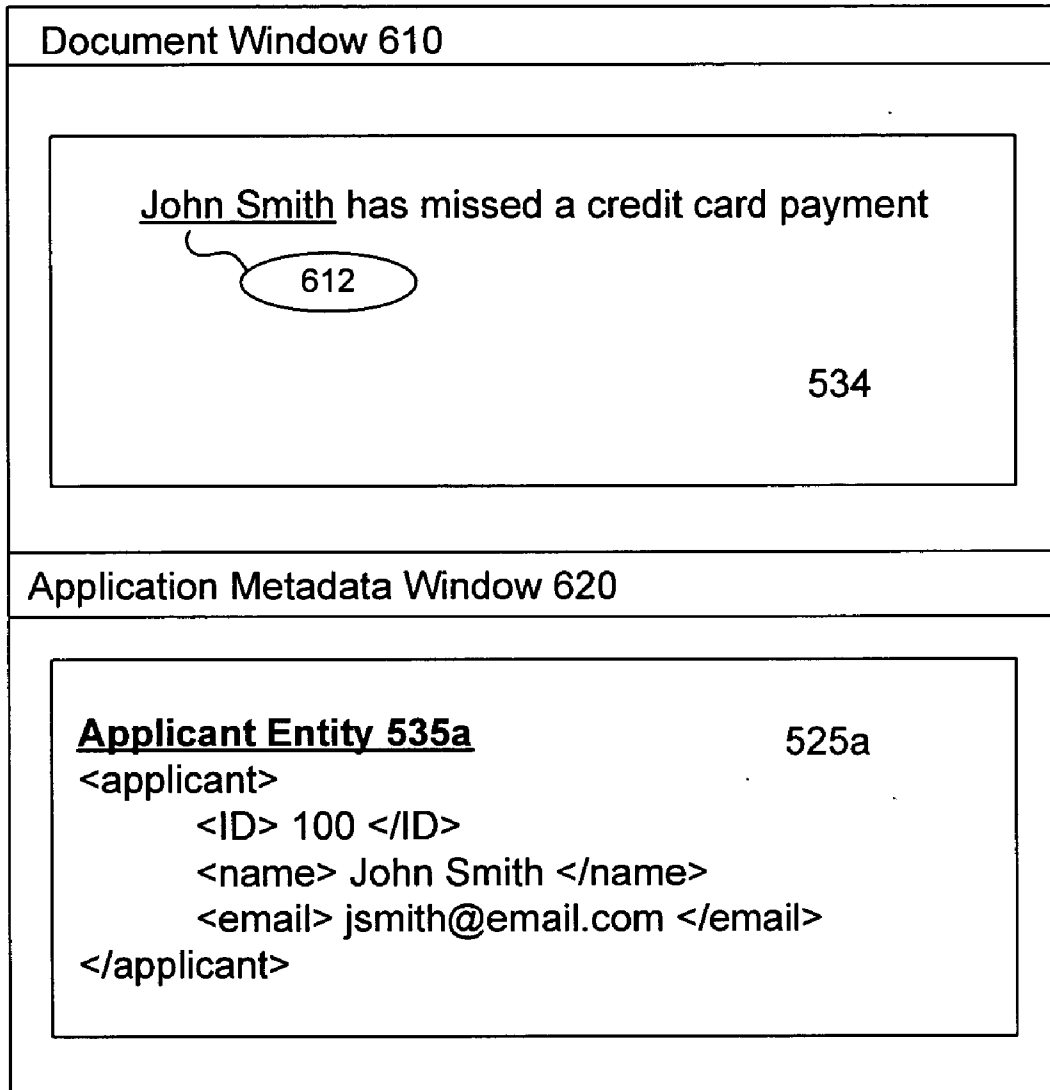 Document Window 610
John Smith has missed a credit card payment
612
534
Application Metadata Window 620
Applicant Entity 535a
525a
<applicant>
<ID> 100 </ID>
<name> John Smith </name>
<email> jsmith@email.com </email>
</applicant>